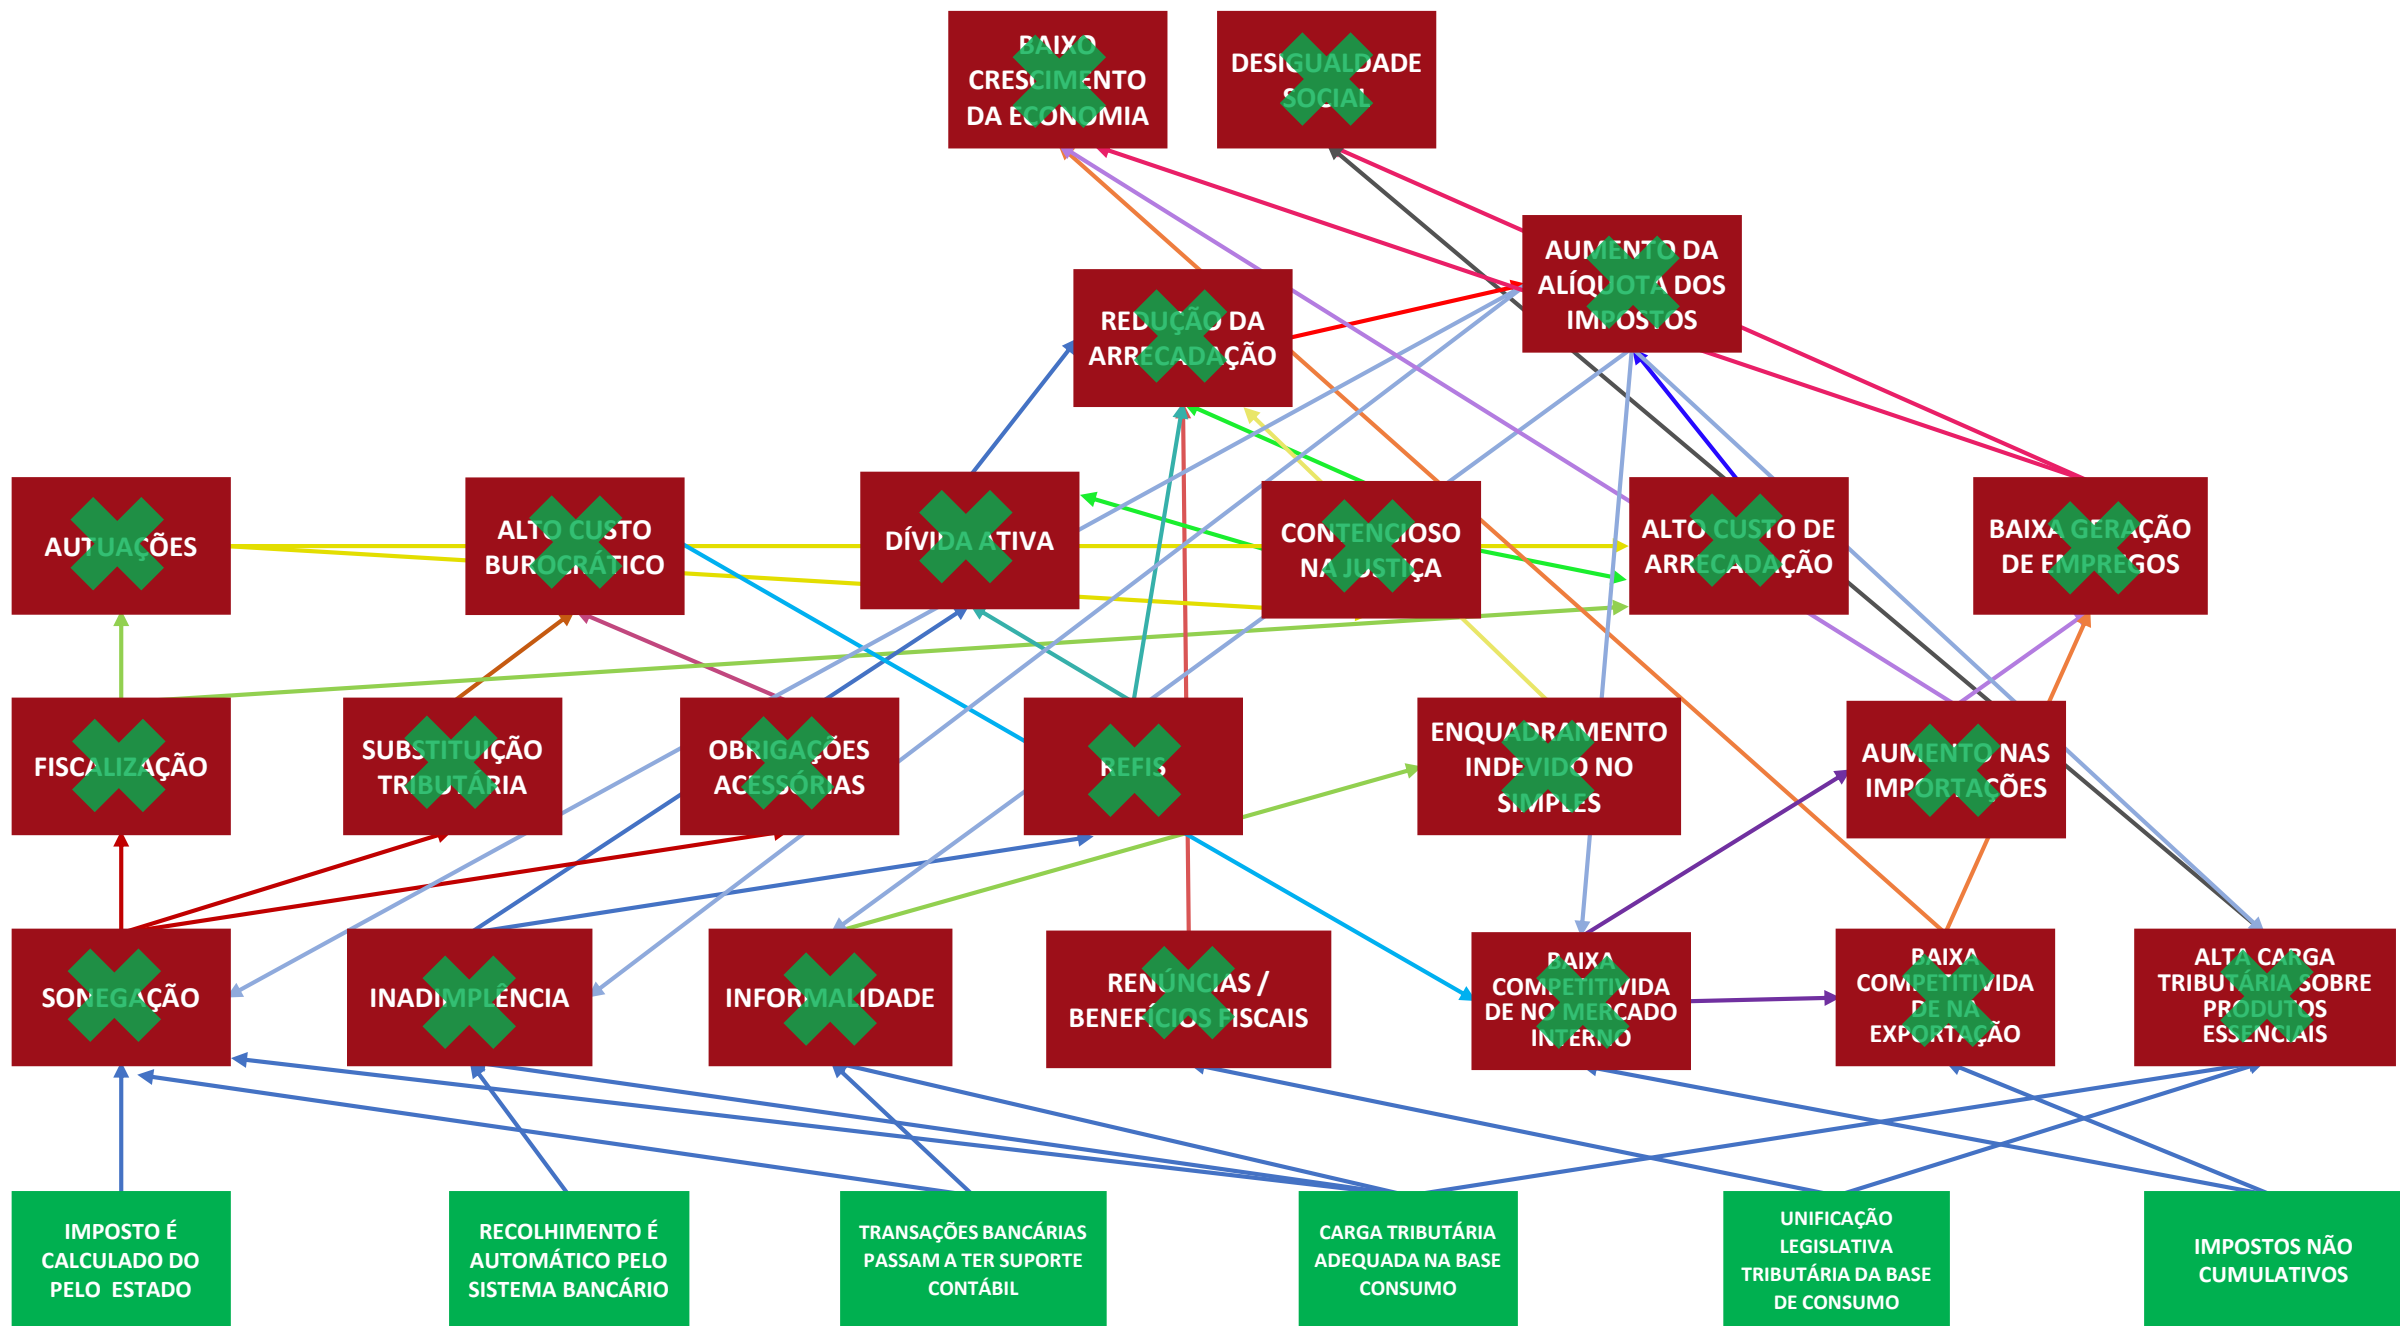 BAIXO
CRESCIMENTO
DA ECONOMIA
DESIGUALDADE
SOCIAL
AUMENTO DA
ALÍQUOTA DOS
IMPOSTOS
REDUÇÃO DA
ARRECADAÇÃO
AUTUAÇÕES
ALTO CUSTO
BUROCRÁTICO
DÍVIDA ATIVA
CONTENCIOSO
NA JUSTIÇA
ALTO CUSTO DE
ARRECADAÇÃO
BAIXA GERAÇÃO
DE EMPREGOS
FISCALIZAÇÃO
SUBSTITUIÇÃO
TRIBUTÁRIA
OBRIGAÇÕES
ACESSÓRIAS
REFIS
ENQUADRAMENTO
INDEVIDO NO
SIMPLES
AUMENTO NAS
IMPORTAÇÕES
SONEGAÇÃO
INADIMPLÊNCIA
INFORMALIDADE
RENÚNCIAS /
BENEFÍCIOS FISCAIS
BAIXA
COMPETITIVIDA
DE NO MERCADO
INTERNO
BAIXA
COMPETITIVIDA
DE NA
EXPORTAÇÃO
ALTA CARGA
TRIBUTÁRIA SOBRE
PRODUTOS
ESSENCIAIS
IMPOSTO É
CALCULADO DO
PELO ESTADO
RECOLHIMENTO É
AUTOMÁTICO PELO
SISTEMA BANCÁRIO
TRANSAÇÕES BANCÁRIAS
PASSAM A TER SUPORTE
CONTÁBIL
CARGA TRIBUTÁRIA
ADEQUADA NA BASE
CONSUMO
UNIFICAÇÃO
LEGISLATIVA
TRIBUTÁRIA DA BASE
DE CONSUMO
IMPOSTOS NÃO
CUMULATIVOS